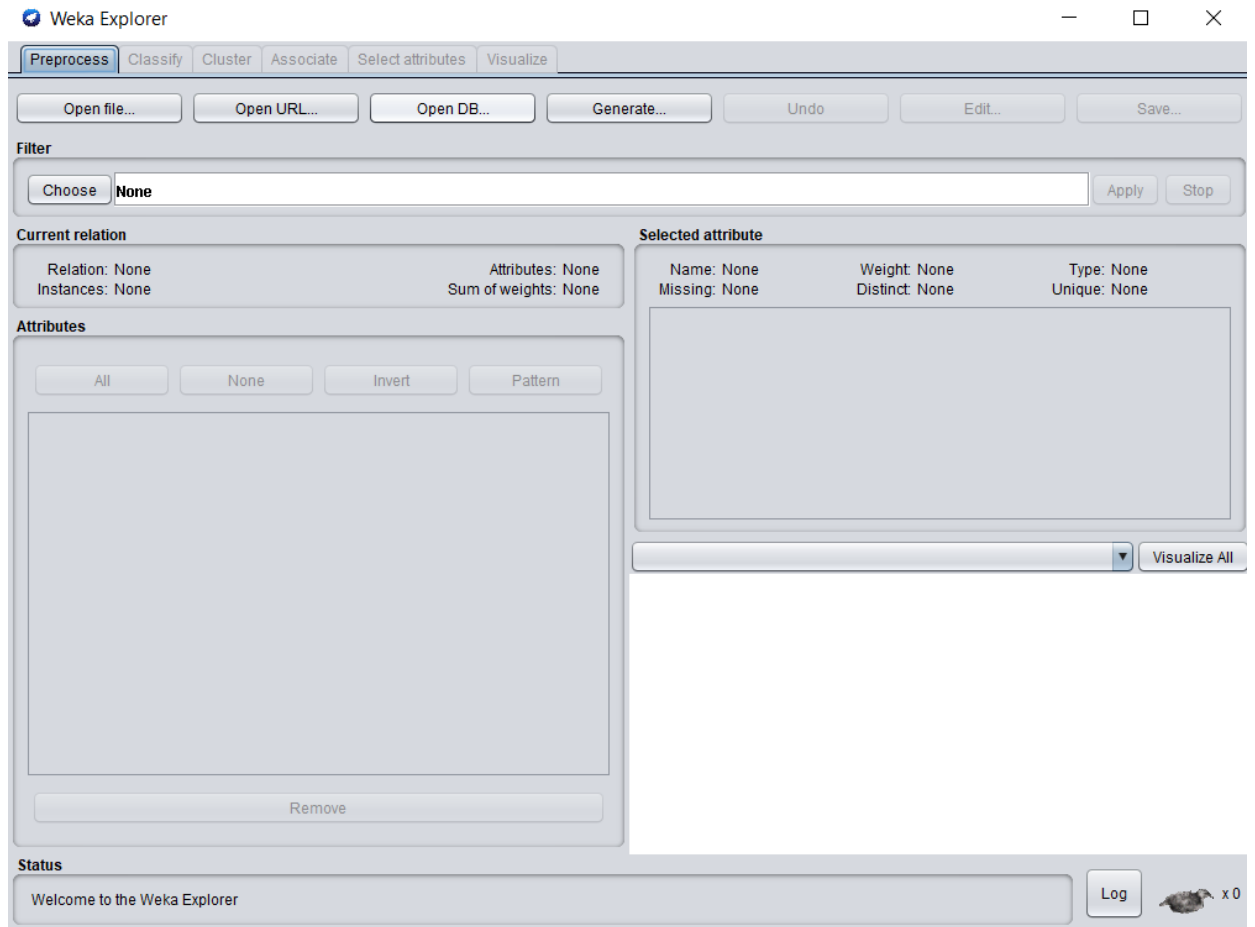 Weka Explorer
Preprocess Classify Cluster Associate Select attributes Visualize
Open file... Open URL... Open DB... Generate... Undo Edit... Save...
Filter
Choose None Apply Stop
Current relation
Relation: None Attributes: None
Instances: None Sum of weights: None
Selected attribute
Name: None Weight: None Type: None
Missing: None Distinct: None Unique: None
Attributes
All None Invert Pattern
Remove
Visualize All
Status
Welcome to the Weka Explorer
Log x 0